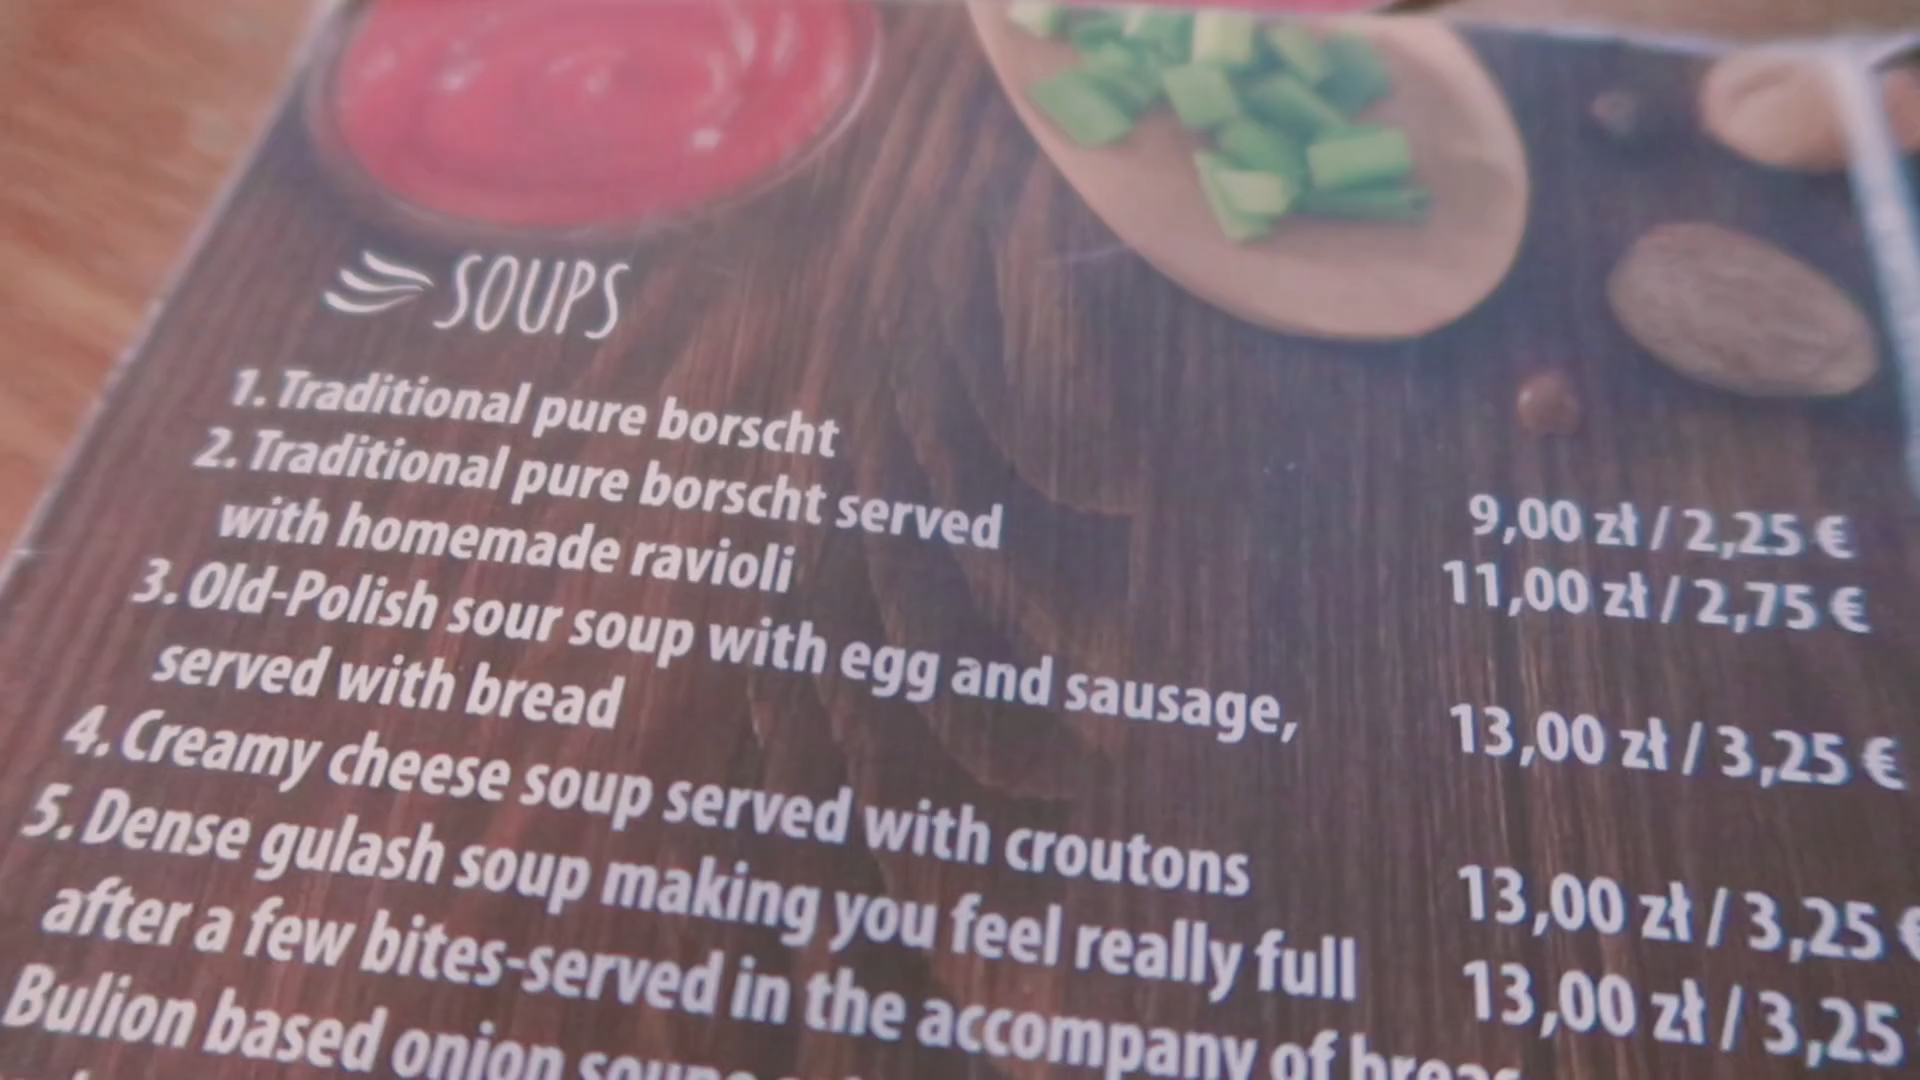 SOUPS
1. Traditional pure borscht 9,00 zł / 2,25 €
2. Traditional pure borscht served 11,00 zł / 2,75 €
with homemade ravioli
3. Old-Polish sour soup with egg and sausage, 13,00 zł / 3,25 €
served with bread
4. Creamy cheese soup served with croutons 13,00 zł / 3,25 €
5. Dense gulash soup making you feel really full 13,00 zł / 3,25
after a few bites-served in the accompany of
Bulion based onion